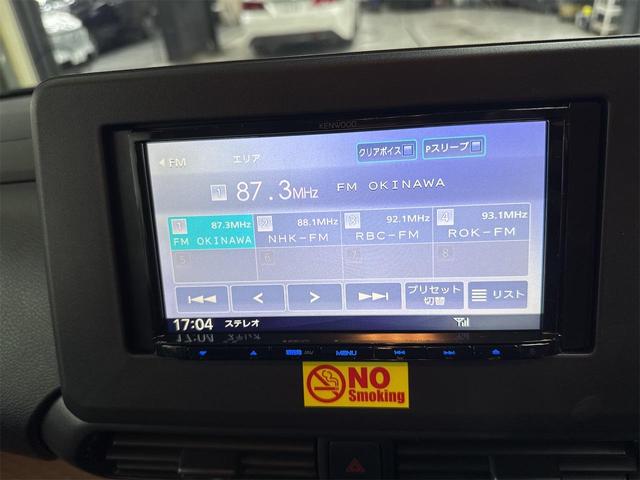 KENWOOD
FM
エリア
クリアボイス
Pスリープ
1 87.3MHz FM OKINAWA
1 87.3MHz
FM OKINAWA
2 88.1MHz
NHK-FM
3 92.1MHz
RBC-FM
4 93.1MHz
ROK-FM
5
6
8
プリセット
切替
リスト
17:04 ステレオ
MENU
NO
Smoking